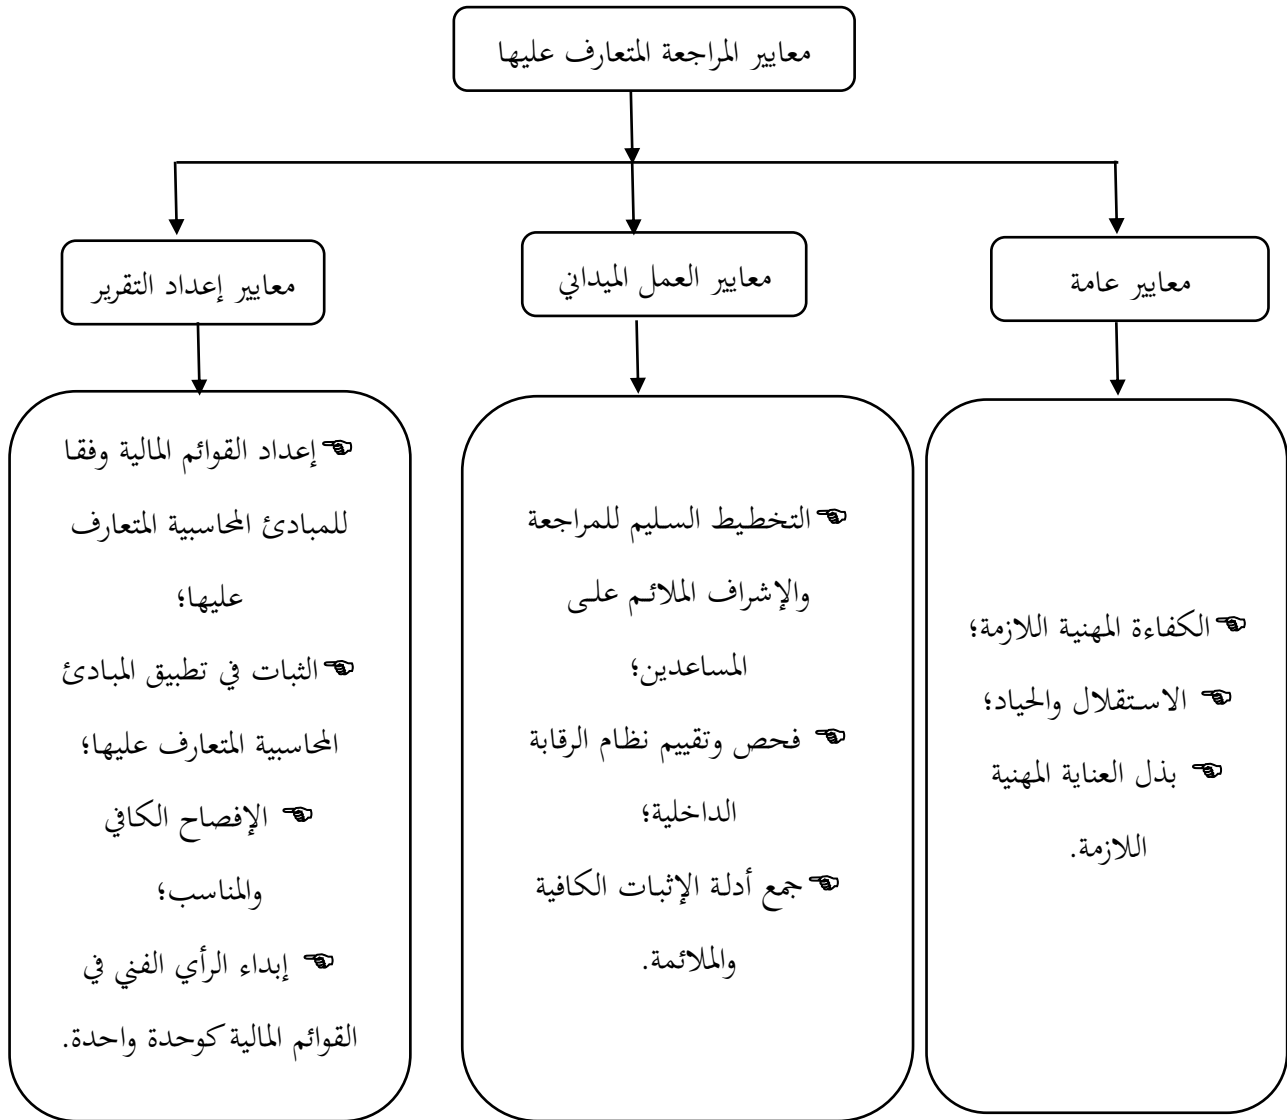 معايير المراجعة المتعارف عليها
معايير عامة
معايير العمل الميداني
معايير إعداد التقرير
☜الكفاءة المهنية اللازمة؛
☜ الاستقلال والحياد؛
☜ بذل العناية المهنية
اللازمة.
☜التخطيط السليم للمراجعة
والإشراف الملائم على
المساعدين؛
☜ فحص وتقييم نظام الرقابة
الداخلية؛
☜جمع أدلة الإثبات الكافية
والملائمة.
☜إعداد القوائم المالية وفقا
للمبادئ المحاسبية المتعارف
عليها؛
☜الثبات في تطبيق المبادئ
المحاسبية المتعارف عليها؛
☜ الإفصاح الكافي
والمناسب؛
☜ إبداء الرأي الفني في
القوائم المالية كوحدة واحدة.